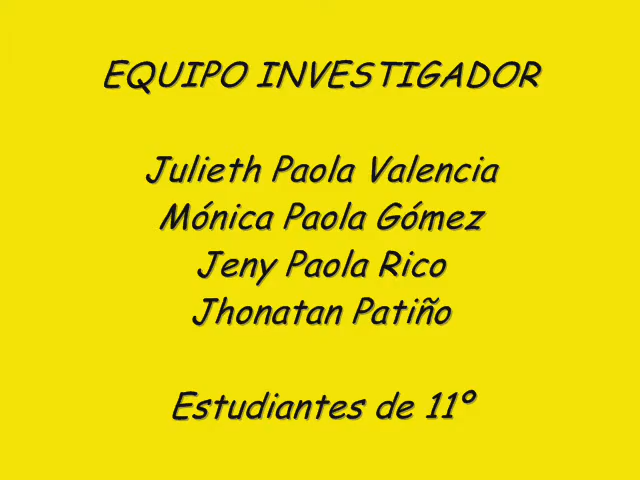 EQUIPO INVESTIGADOR
Julieth Paola Valencia
Mónica Paola Gómez
Jeny Paola Rico
Jhonatan Patiño
Estudiantes de 11º